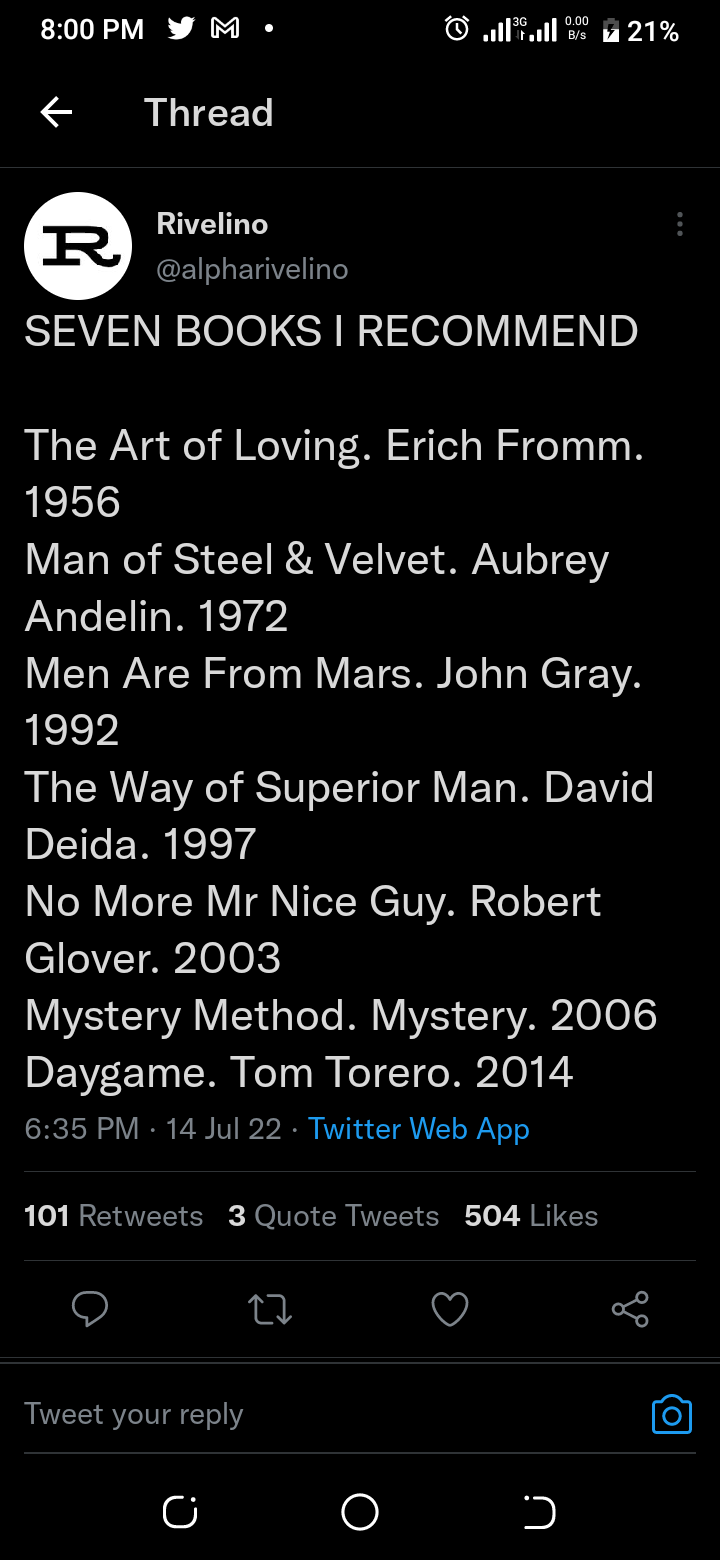 8:00 PM 3G 0.00 B/s 21%
Thread
R
Rivelino
@alpharivelino
SEVEN BOOKS I RECOMMEND
The Art of Loving. Erich Fromm.
1956
Man of Steel & Velvet. Aubrey
Andelin. 1972
Men Are From Mars. John Gray.
1992
The Way of Superior Man. David
Deida. 1997
No More Mr Nice Guy. Robert
Glover. 2003
Mystery Method. Mystery. 2006
Daygame. Tom Torero. 2014
6:35 PM · 14 Jul 22 · Twitter Web App
101 Retweets 3 Quote Tweets 504 Likes
Tweet your reply